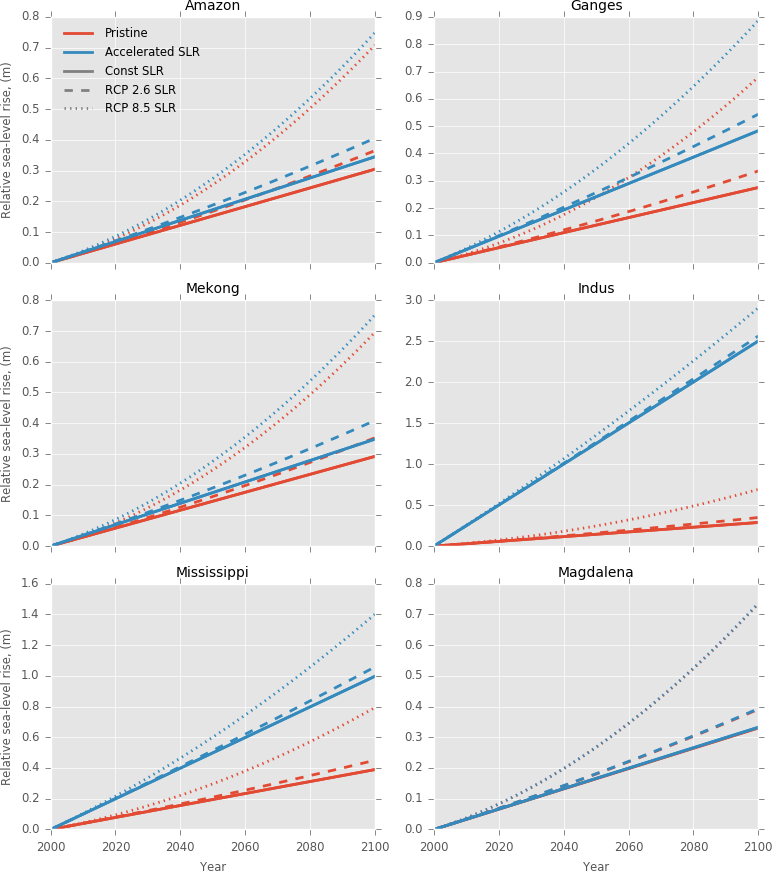 Amazon
Ganges
0.8
0.7
0.6
0.5
0.4
0.3
0.2
0.1
0.0
Relative sea-level rise, (m)
Pristine
Accelerated SLR
Const SLR
RCP 2.6 SLR
RCP 8.5 SLR
0.9
0.8
0.7
0.6
0.5
0.4
0.3
0.2
0.1
0.0
Mekong
Indus
0.8
0.7
0.6
0.5
0.4
0.3
0.2
0.1
0.0
Relative sea-level rise, (m)
3.0
2.5
2.0
1.5
1.0
0.5
0.0
Mississippi
Magdalena
1.6
1.4
1.2
1.0
0.8
0.6
0.4
0.2
0.0
Relative sea-level rise, (m)
2000 2020 2040 2060 2080 2100
Year
0.8
0.7
0.6
0.5
0.4
0.3
0.2
0.1
0.0
2000 2020 2040 2060 2080 2100
Year